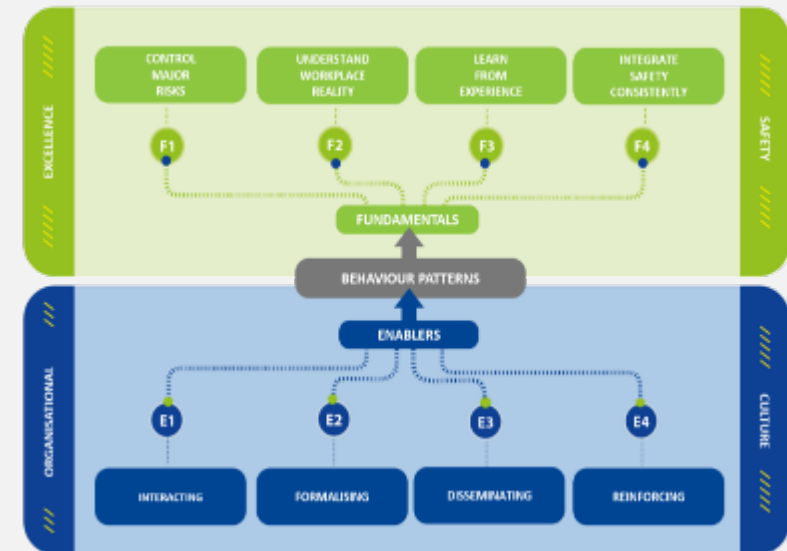 EXCELLENCE
CONTROL
MAJOR
RISKS
UNDERSTAND
WORKPLACE
REALITY
LEARN
FROM
EXPERIENCE
INTEGRATE
SAFETY
CONSISTENTLY
SAFETY
F1
F2
F3
F4
FUNDAMENTALS
BEHAVIOUR PATTERNS
ENABLERS
ORGANISATIONAL
E1
E2
E3
E4
CULTURE
INTERACTING
FORMALISING
DISSEMINATING
REINFORCING